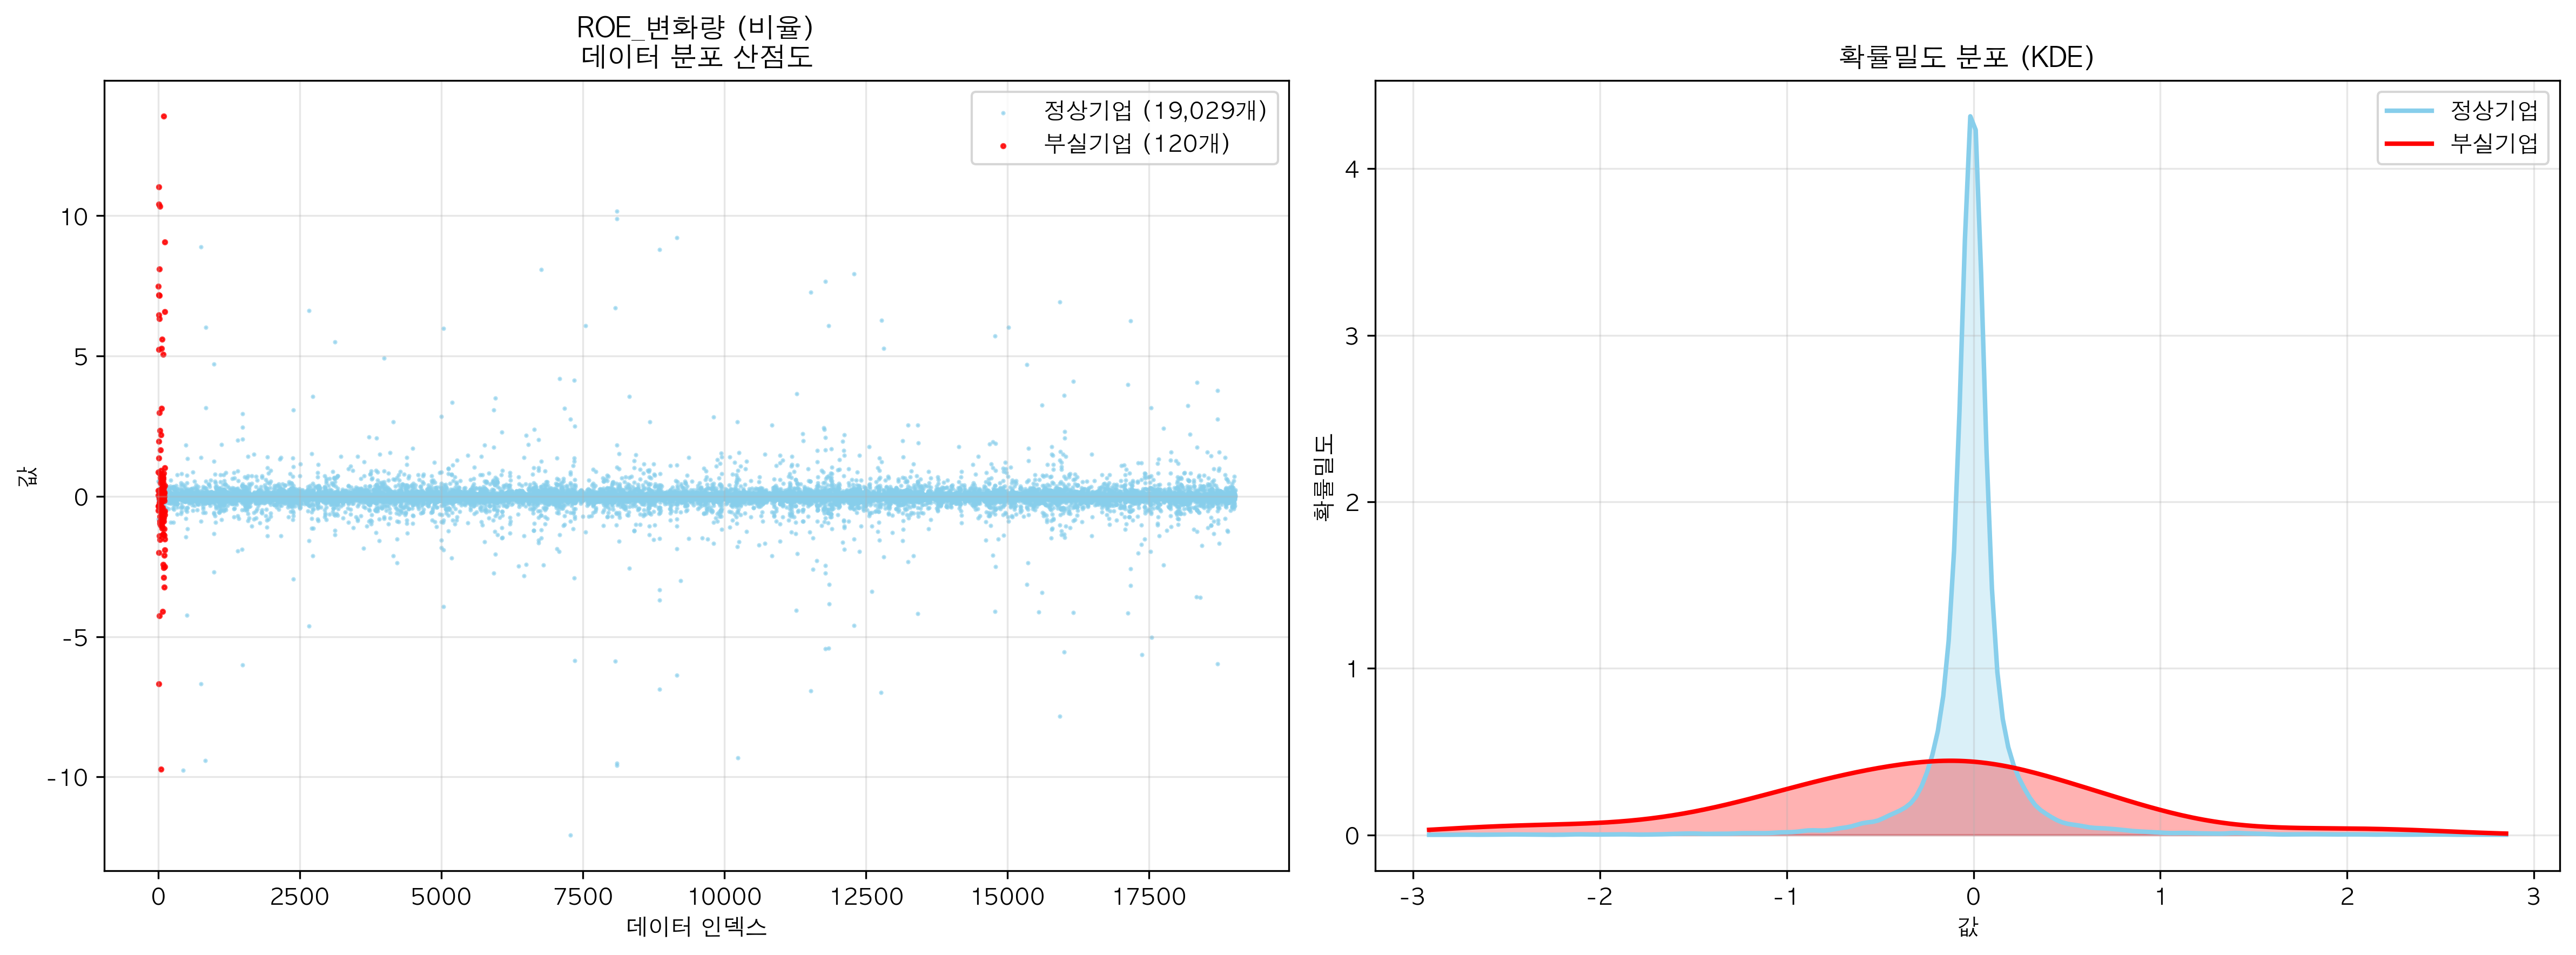 ROE_변화량 (비율)
데이터 분포 산점도
정상기업 (19,029개)
부실기업 (120개)
값
10
5
0
-5
-10
0 2500 5000 7500 10000 12500 15000 17500
데이터 인덱스
확률밀도 분포 (KDE)
정상기업
부실기업
확률밀도
4
3
2
1
0
-3 -2 -1 0 1 2 3
값